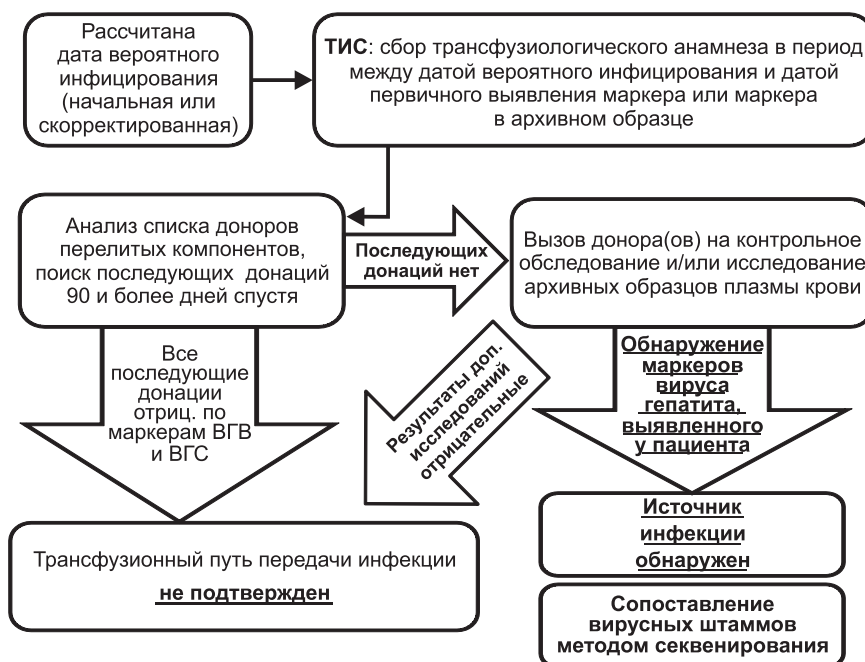 Рассчитана
дата вероятного
инфицирования
(начальная или
скорректированная)
ТИС: сбор трансфузиологического анамнеза в период
между датой вероятного инфицирования и датой
первичного выявления маркера или маркера
в архивном образце
Анализ списка доноров
перелитых компонентов,
поиск последующих донаций
90 и более дней спустя
Последующих
донаций нет
Вызов донора(ов) на контрольное
обследование и/или исследование
архивных образцов плазмы крови
Все
последующие
донации
отриц. по
маркерам ВГВ
и ВГС
Результаты доп.
исследований
отрицательные
Обнаружение
маркеров
вируса
гепатита,
выявленного
у пациента
Трансфузионный путь передачи инфекции
не подтвержден
Источник
инфекции
обнаружен
Сопоставление
вирусных штаммов
методом секвенирования